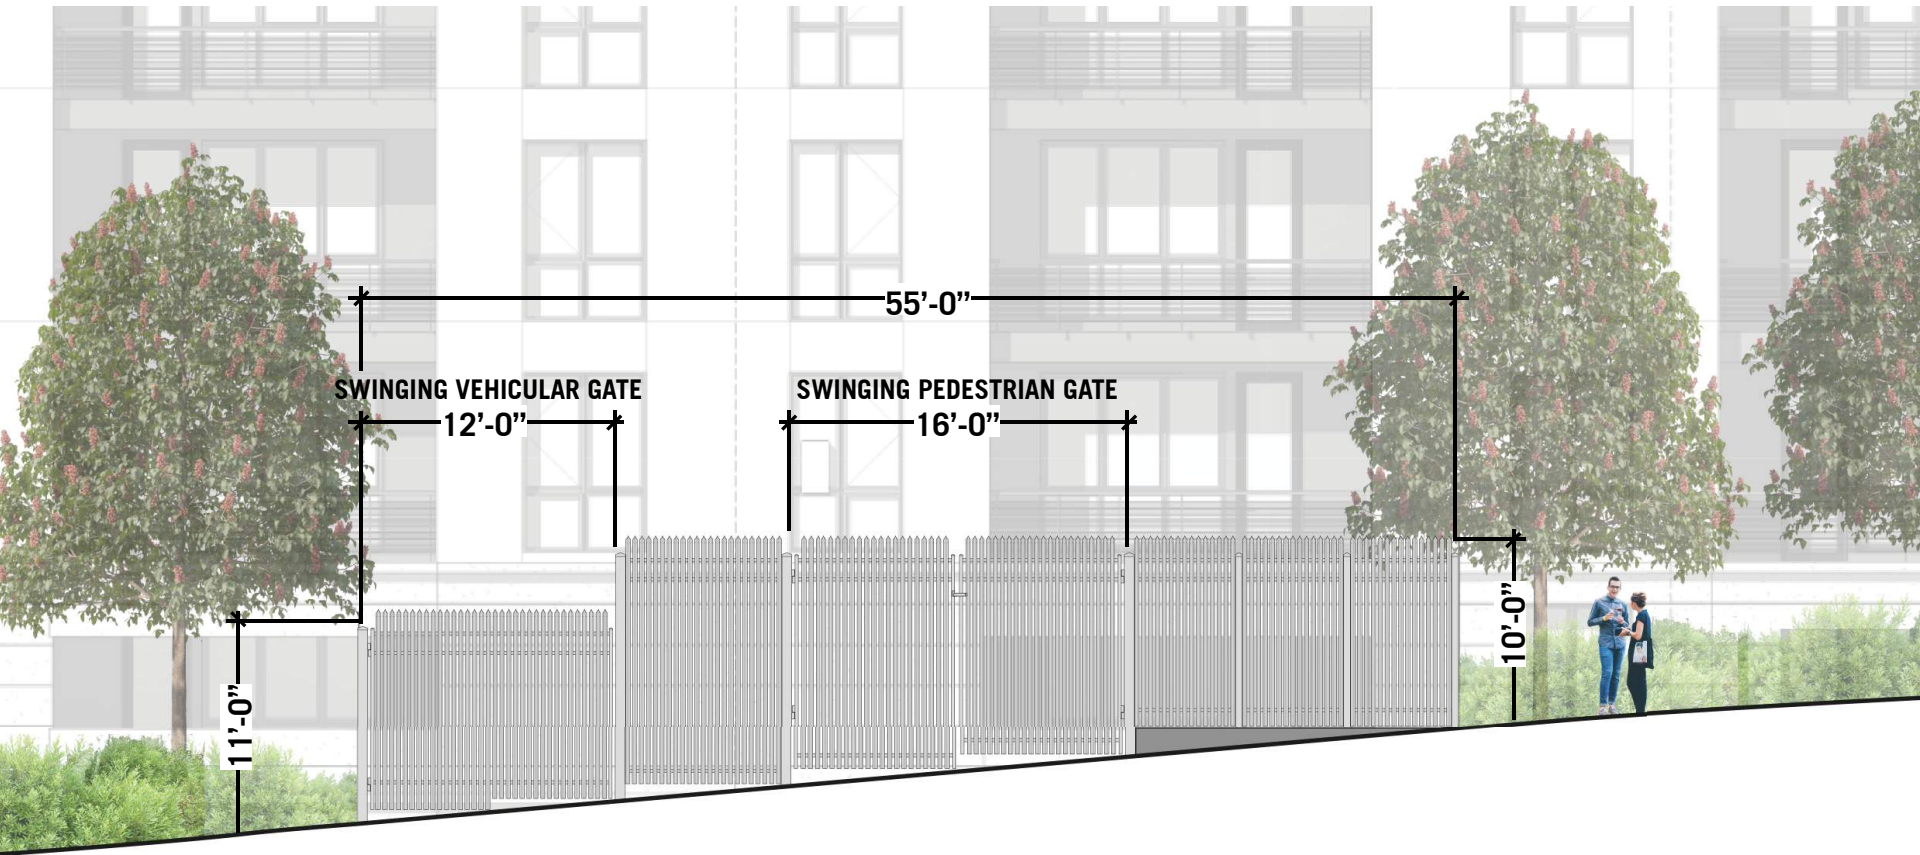 55’-0”
SWINGING VEHICULAR GATE
12’-0”
SWINGING PEDESTRIAN GATE
16’-0”
11’-0”
10’-0”